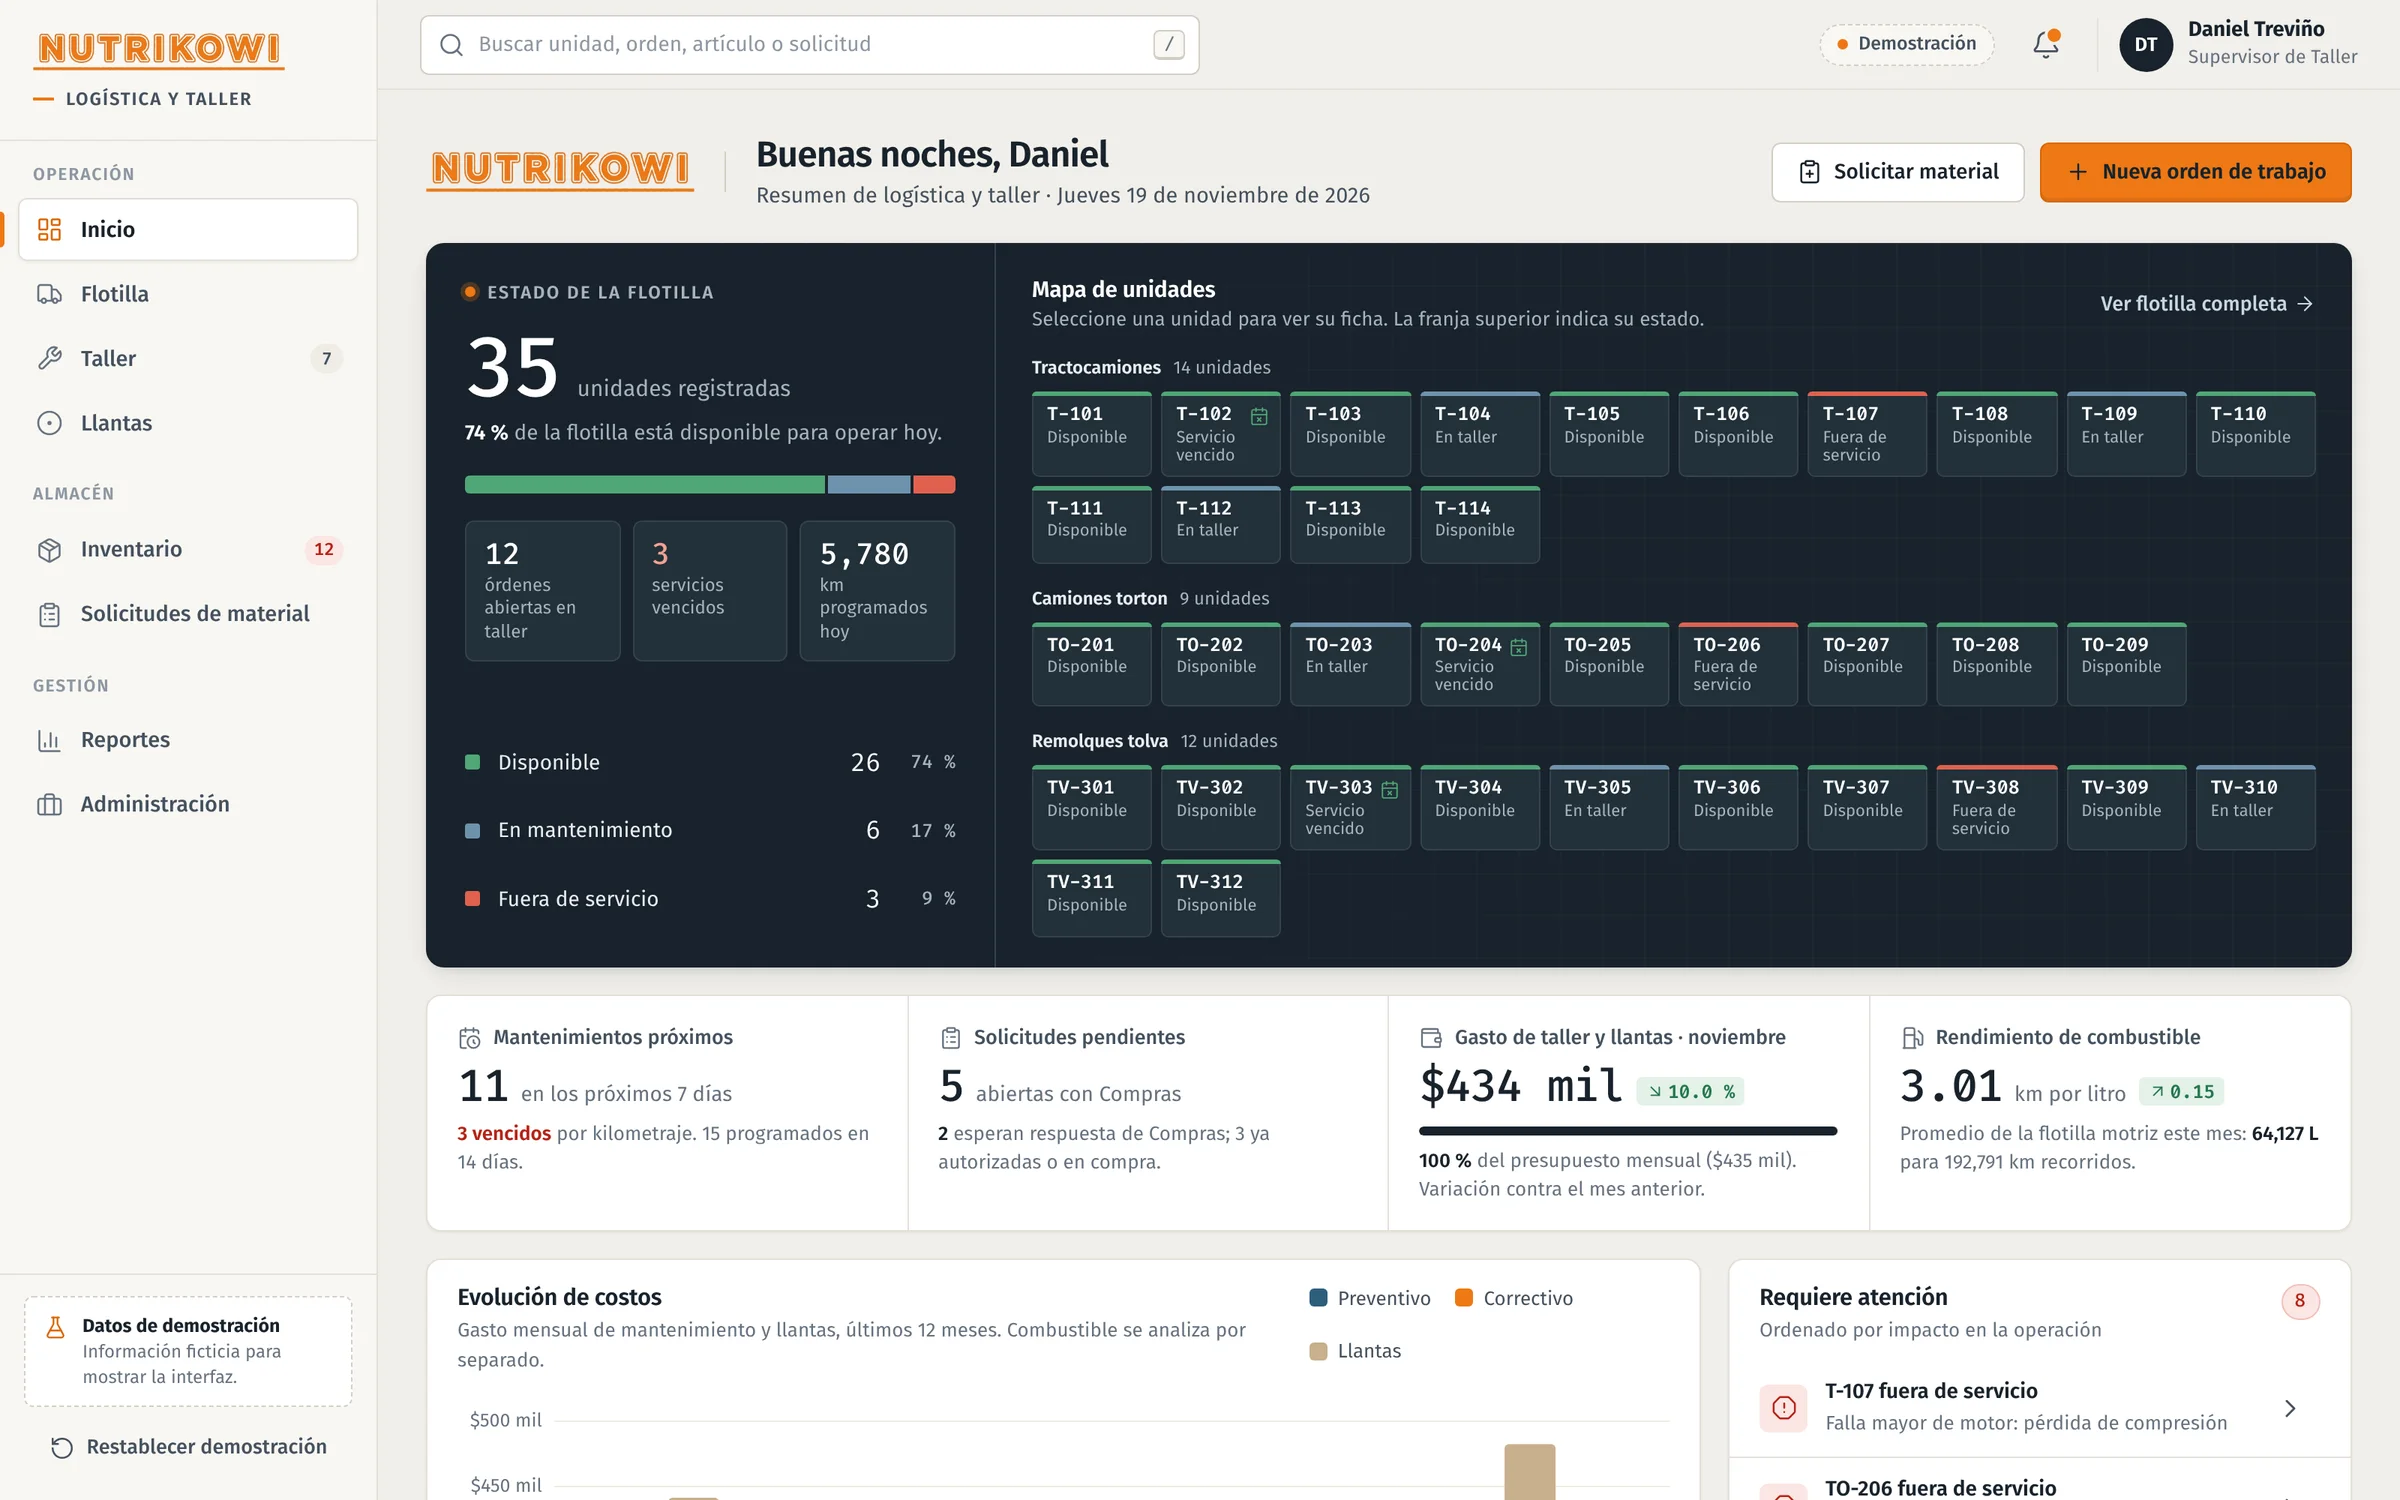 NUTRIKOWI
LOGÍSTICA Y TALLER
OPERACIÓN
Inicio
Flotilla
Taller 7
Llantas
ALMACÉN
Inventario 12
Solicitudes de material
GESTIÓN
Reportes
Administración
Datos de demostración
Información ficticia para
mostrar la interfaz.
Restablecer demostración
Buscar unidad, orden, artículo o solicitud /
Demostración
DT
Daniel Treviño
Supervisor de Taller
NUTRIKOWI
Buenas noches, Daniel
Resumen de logística y taller · Jueves 19 de noviembre de 2026
Solicitar material
+ Nueva orden de trabajo
ESTADO DE LA FLOTILLA
35 unidades registradas
74 % de la flotilla está disponible para operar hoy.
12
órdenes
abiertas en
taller
3
servicios
vencidos
5,780
km
programados
hoy
Disponible 26 74 %
En mantenimiento 6 17 %
Fuera de servicio 3 9 %
Mapa de unidades
Seleccione una unidad para ver su ficha. La franja superior indica su estado.
Ver flotilla completa →
Tractocamiones 14 unidades
T-101
Disponible
T-102
Servicio
vencido
T-103
Disponible
T-104
En taller
T-105
Disponible
T-106
Disponible
T-107
Fuera de
servicio
T-108
Disponible
T-109
En taller
T-110
Disponible
T-111
Disponible
T-112
En taller
T-113
Disponible
T-114
Disponible
Camiones torton 9 unidades
TO-201
Disponible
TO-202
Disponible
TO-203
En taller
TO-204
Servicio
vencido
TO-205
Disponible
TO-206
Fuera de
servicio
TO-207
Disponible
TO-208
Disponible
TO-209
Disponible
Remolques tolva 12 unidades
TV-301
Disponible
TV-302
Disponible
TV-303
Servicio
vencido
TV-304
Disponible
TV-305
En taller
TV-306
Disponible
TV-307
Disponible
TV-308
Fuera de
servicio
TV-309
Disponible
TV-310
En taller
TV-311
Disponible
TV-312
Disponible
Mantenimientos próximos
11 en los próximos 7 días
3 vencidos por kilometraje. 15 programados en
14 días.
Solicitudes pendientes
5 abiertas con Compras
2 esperan respuesta de Compras; 3 ya
autorizadas o en compra.
Gasto de taller y llantas · noviembre
$434 mil ↘ 10.0 %
100 % del presupuesto mensual ($435 mil).
Variación contra el mes anterior.
Rendimiento de combustible
3.01 km por litro ↗ 0.15
Promedio de la flotilla motriz este mes: 64,127 L
para 192,791 km recorridos.
Evolución de costos
Gasto mensual de mantenimiento y llantas, últimos 12 meses. Combustible se analiza por
separado.
Preventivo
Correctivo
Llantas
$500 mil
$450 mil
Requiere atención 8
Ordenado por impacto en la operación
T-107 fuera de servicio
Falla mayor de motor: pérdida de compresión
TO-206 fuera de servicio